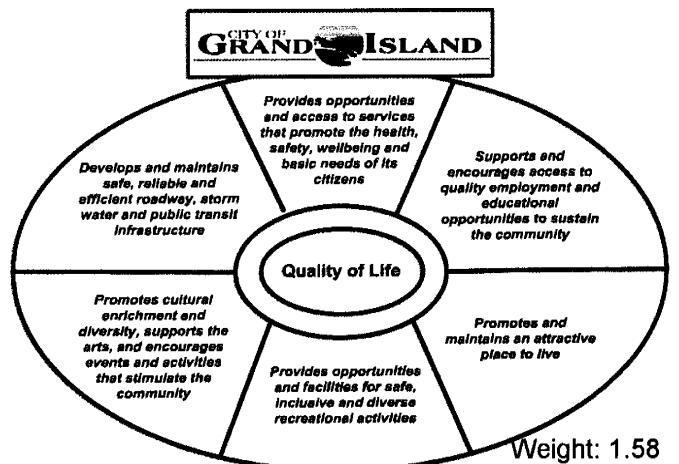 CITY OF
GRAND ISLAND
Provides opportunities
and access to services
that promote the health,
safety, wellbeing and
basic needs of its
citizens
Develops and maintains
safe, reliable and
efficient roadway, storm
water and public transit
infrastructure
Supports and
encourages access to
quality employment and
educational
opportunities to sustain
the community
Quality of Life
Promotes cultural
enrichment and
diversity, supports the
arts, and encourages
events and activities
that stimulate the
community
Promotes and
maintains an attractive
place to live
Provides opportunities
and facilities for safe,
inclusive and diverse
recreational activities
Weight: 1.58